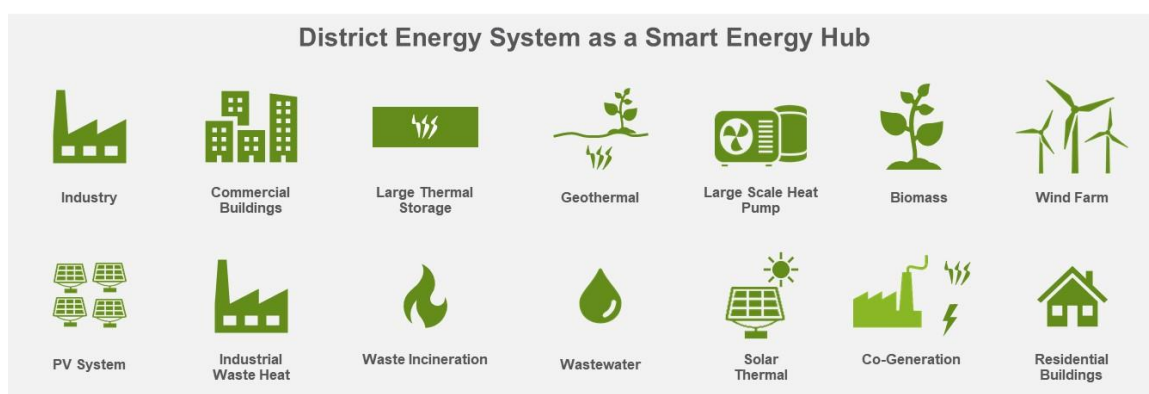 District Energy System as a Smart Energy Hub
Industry
Commercial
Buildings
Large Thermal
Storage
Geothermal
Large Scale Heat
Pump
Biomass
Wind Farm
PV System
Industrial
Waste Heat
Waste Incineration
Wastewater
Solar
Thermal
Co-Generation
Residential
Buildings